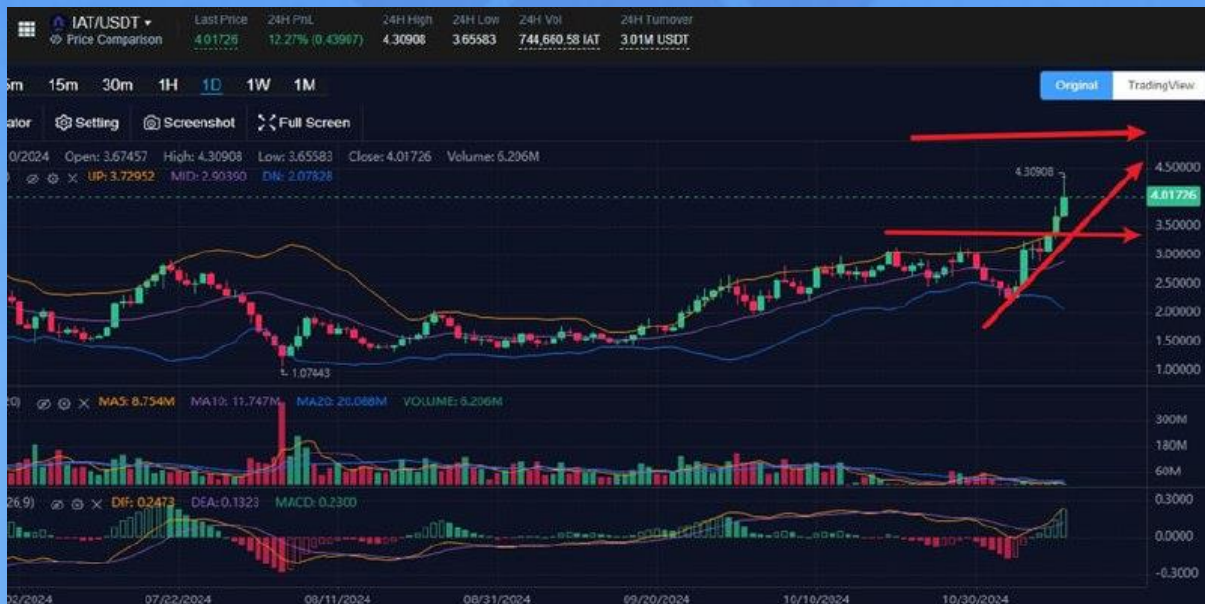 IAT/USDT Last Price 24H PnL 24H High 24H Low 24H Vol 24H Turnover
Price Comparison 4.01726 12.27% 4.30908 3.65583 744,660.58 IAT 3.01M USDT
15m 30m 1H 1D 1W 1M Original TradingView
Setting Screenshot Full Screen
0/2024 Open: 3.67457 High: 4.30908 Low: 3.65583 Close: 4.01726 Volume: 6.206M
UP: 3.72952 MID: 2.90390 DN: 2.07828
4.30908
4.50000
4.01726
3.50000
3.00000
2.50000
2.00000
1.50000
1.00000
1.07443
MA5: 8.754M MA10: 11.747M MA20: 20.088M VOLUME: 6.206M
300M
180M
60M
26,9) DIF: 0.2473 DEA: 0.1323 MACD: 0.2300
0.3000
0.0000
-0.3000
02/2024 07/22/2024 08/11/2024 08/31/2024 09/20/2024 10/10/2024 10/30/2024